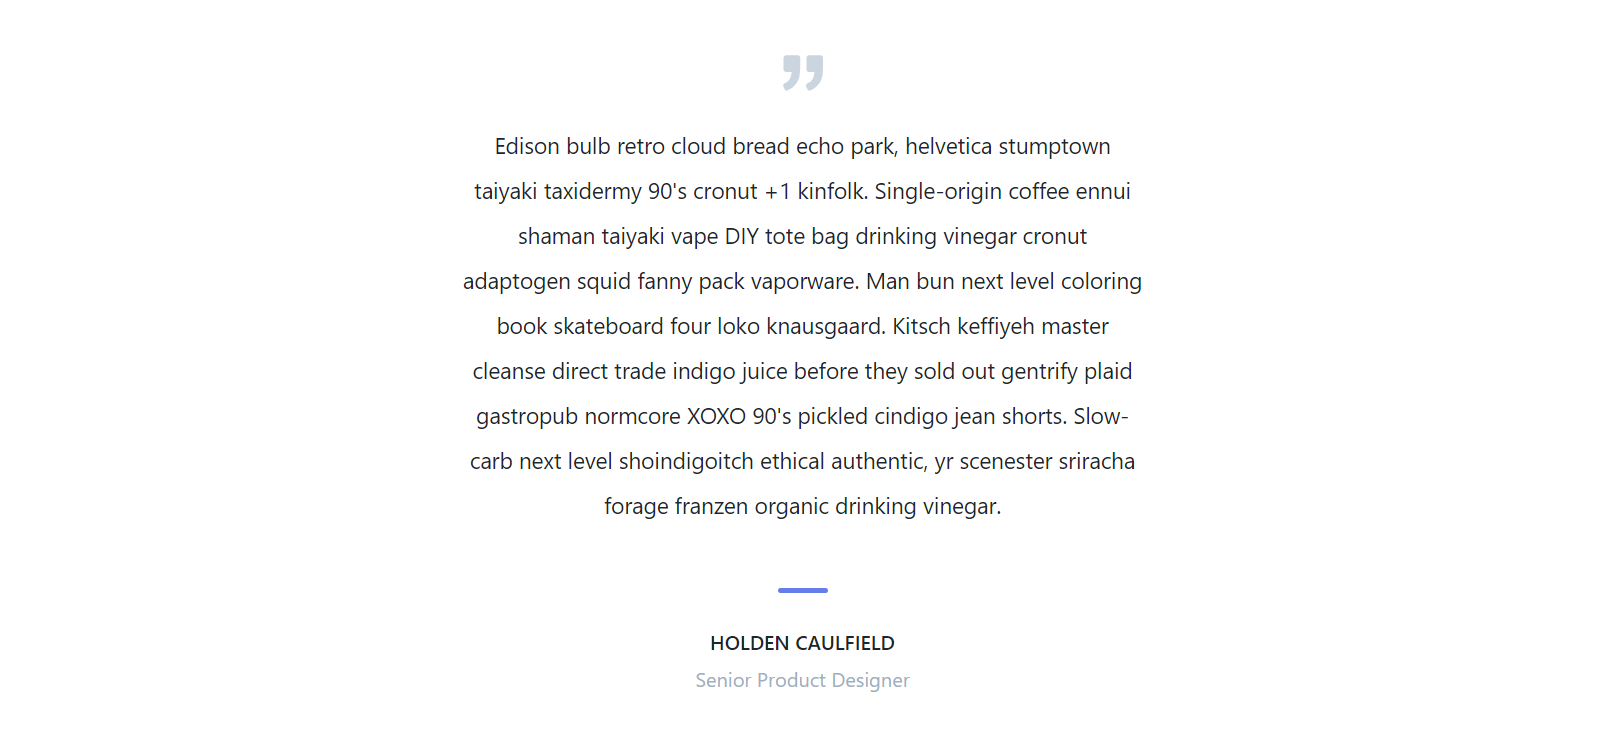 Edison bulb retro cloud bread echo park, helvetica stumptown
taiyaki taxidermy 90's cronut +1 kinfolk. Single-origin coffee ennui
shaman taiyaki vape DIY tote bag drinking vinegar cronut
adaptogen squid fanny pack vaporware. Man bun next level coloring
book skateboard four loko knausgaard. Kitsch keffiyeh master
cleanse direct trade indigo juice before they sold out gentrify plaid
gastropub normcore XOXO 90's pickled cindigo jean shorts. Slow-
carb next level shoindigoitch ethical authentic, yr scenester sriracha
forage franzen organic drinking vinegar.
HOLDEN CAULFIELD
Senior Product Designer